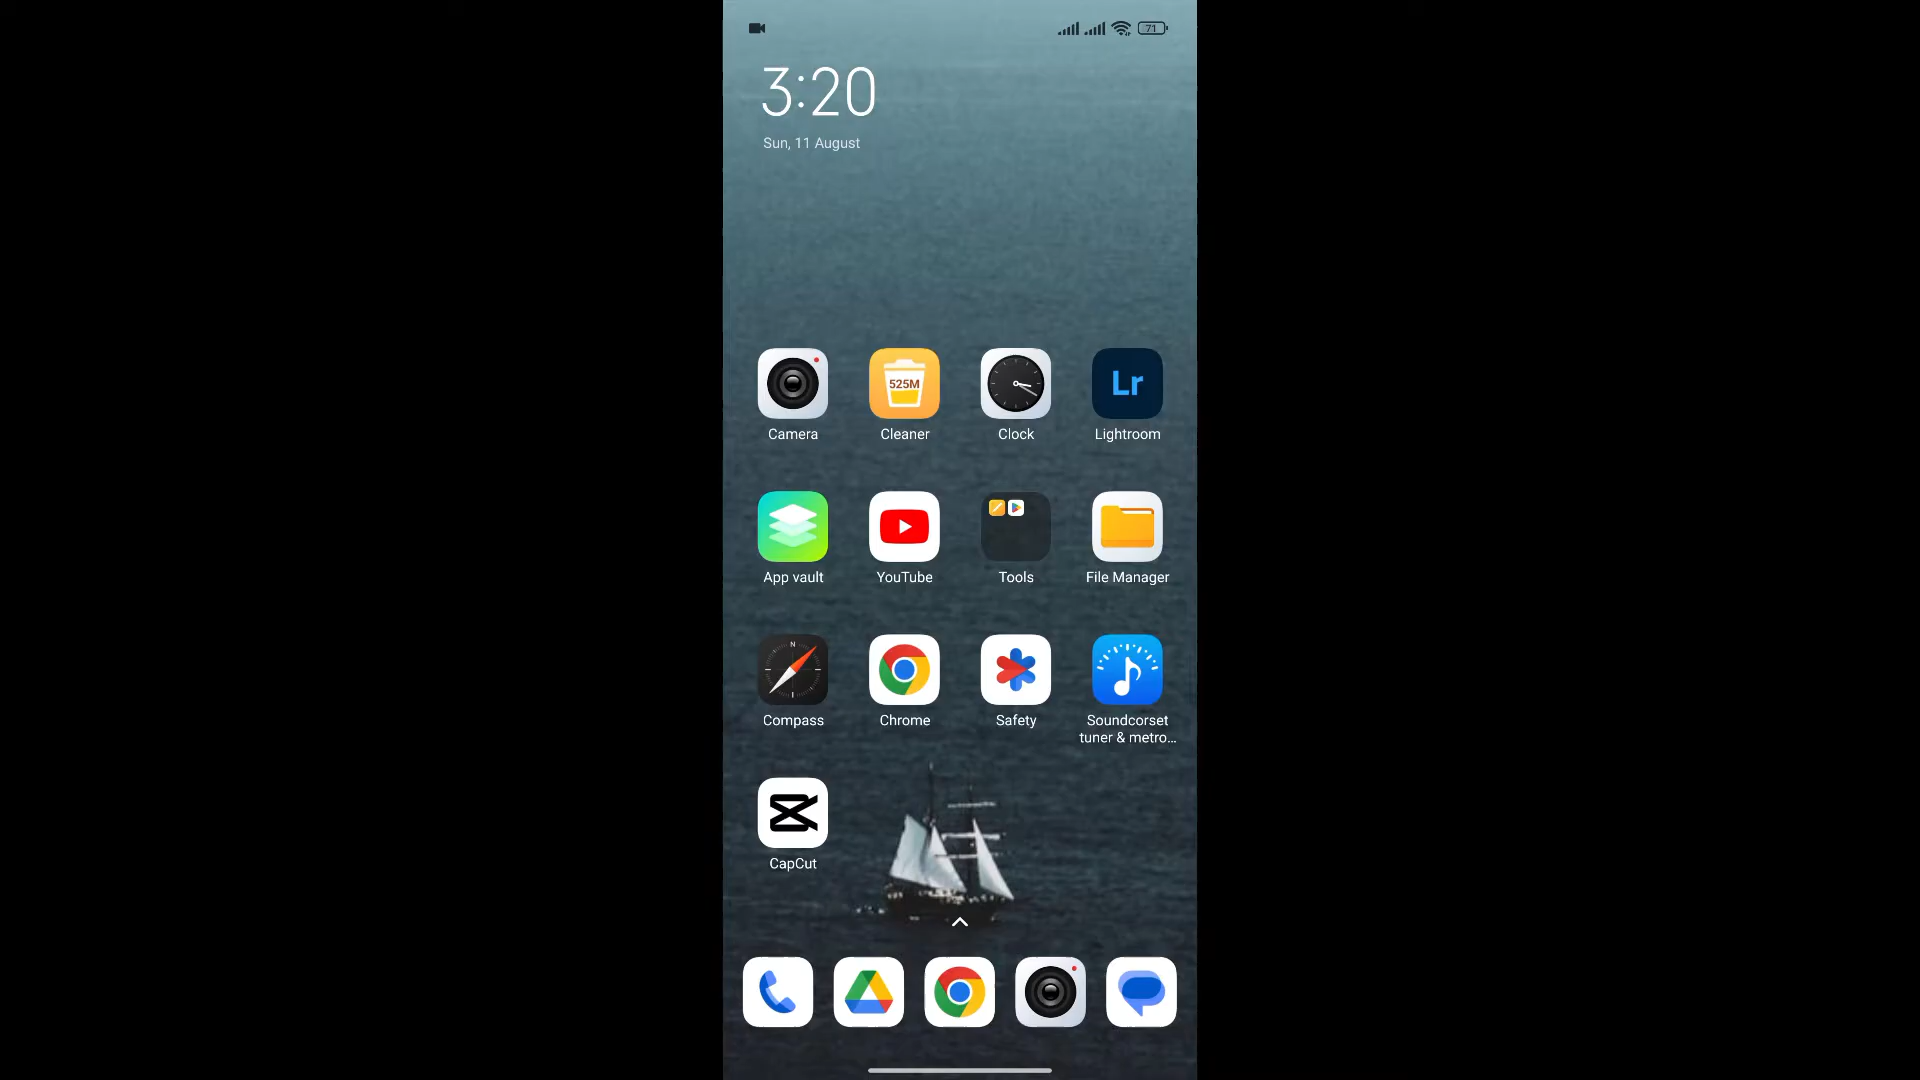 71
3:20
Sun, 11 August
525M
Lr
Camera
Cleaner
Clock
Lightroom
App vault
YouTube
Tools
File Manager
N
Compass
Chrome
Safety
Soundcorset
tuner & metro...
CapCut